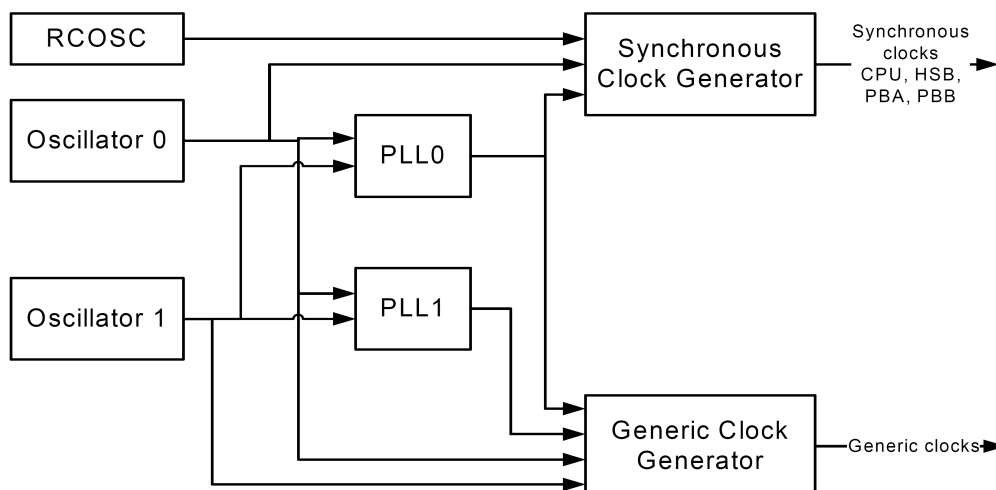 RCOSC
Oscillator 0
Oscillator 1
PLL0
PLL1
Synchronous
Clock Generator
Synchronous
clocks
CPU, HSB,
PBA, PBB
Generic Clock
Generator
Generic clocks